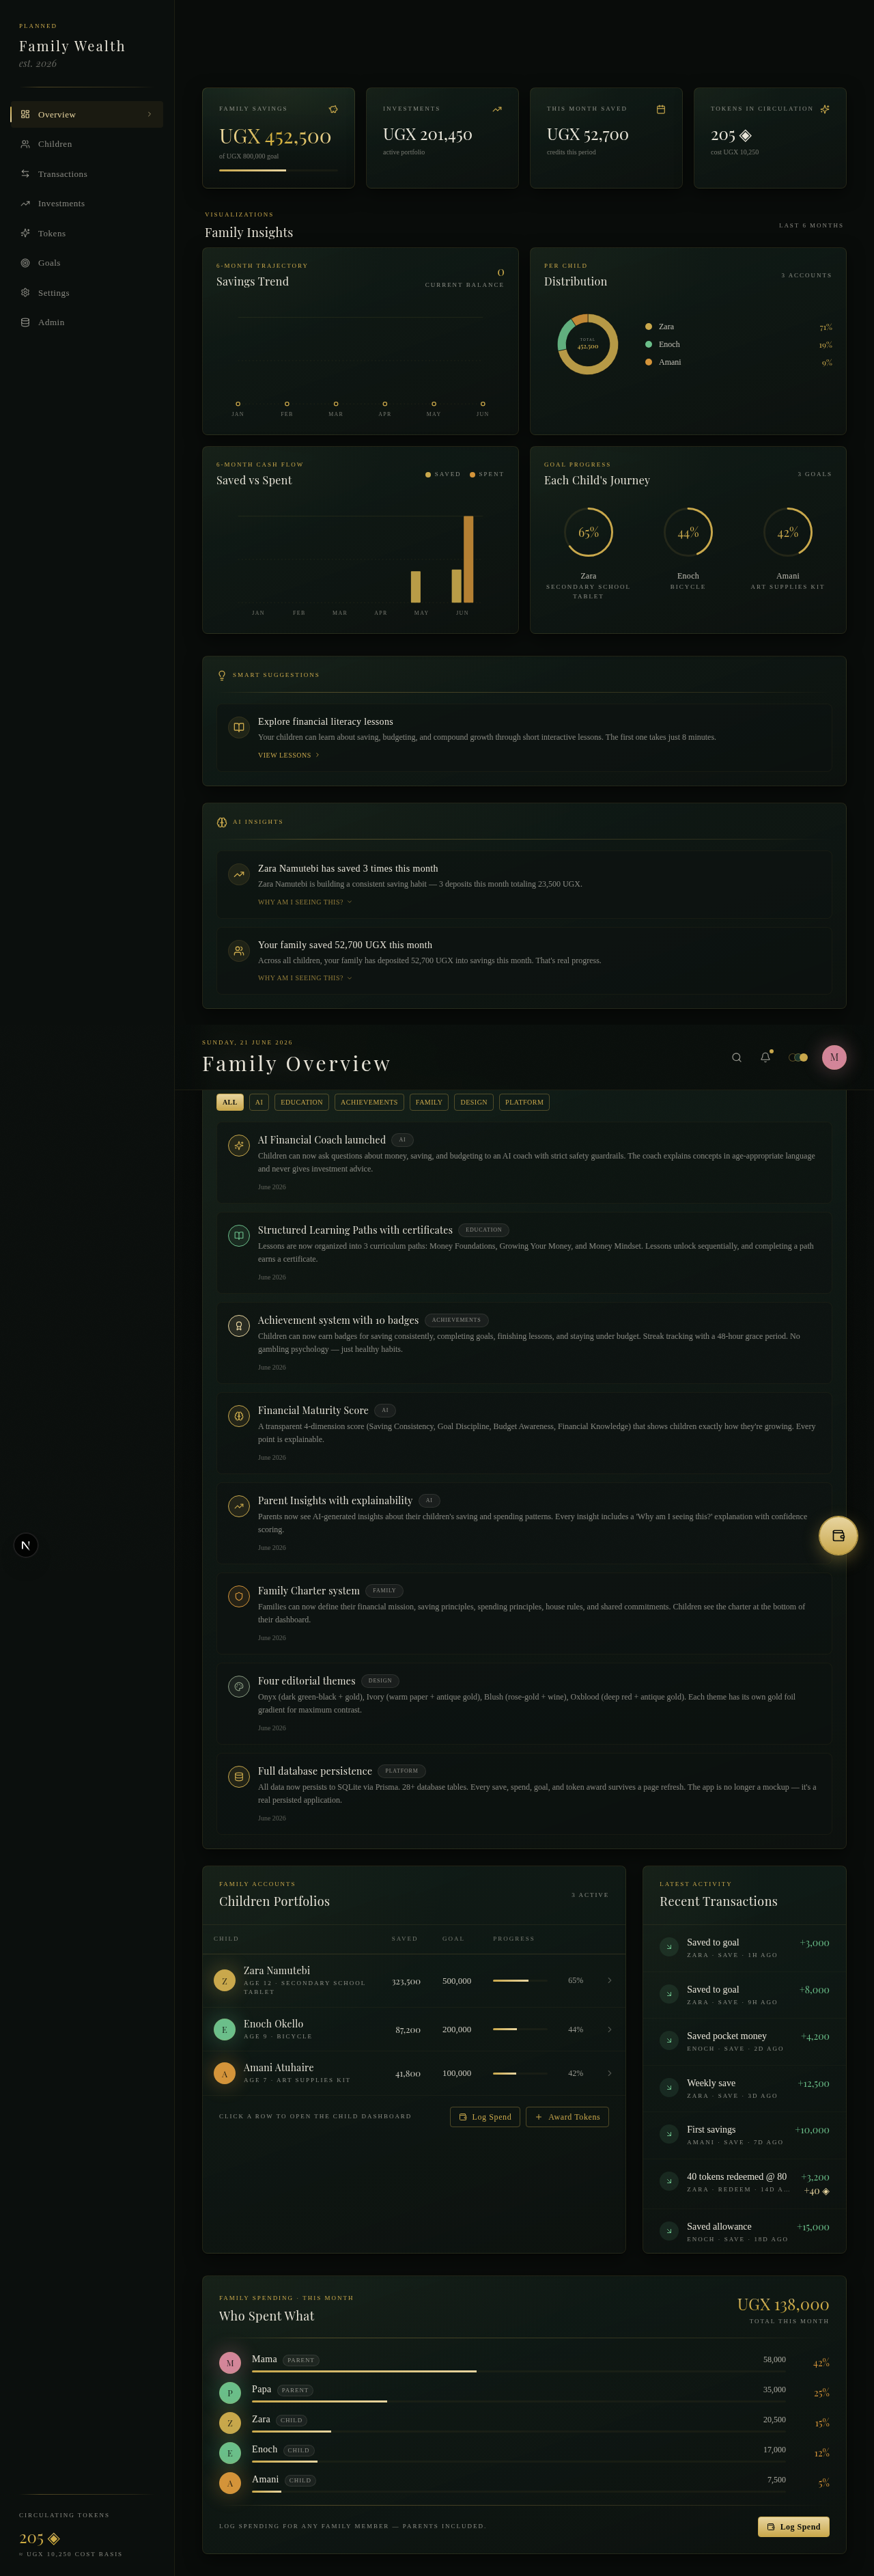 PLANNED
Family Wealth
est. 2026
Overview
Children
Transactions
Investments
Tokens
Goals
Settings
Admin
FAMILY SAVINGS
UGX 452,500
of UGX 800,000 goal
INVESTMENTS
UGX 201,450
active portfolio
THIS MONTH SAVED
UGX 52,700
credits this period
TOKENS IN CIRCULATION
205 ◈
cost UGX 10,250
VISUALIZATIONS
Family Insights
LAST 6 MONTHS
6-MONTH TRAJECTORY
Savings Trend
0
CURRENT BALANCE
JAN FEB MAR APR MAY JUN
PER CHILD
Distribution
3 ACCOUNTS
TOTAL
452,500
Zara 71%
Enoch 19%
Amani 9%
6-MONTH CASH FLOW
Saved vs Spent
SAVED SPENT
JAN FEB MAR APR MAY JUN
GOAL PROGRESS
Each Child's Journey
3 GOALS
65%
Zara
SECONDARY SCHOOL
TABLET
44%
Enoch
BICYCLE
42%
Amani
ART SUPPLIES KIT
SMART SUGGESTIONS
Explore financial literacy lessons
Your children can learn about saving, budgeting, and compound growth through short interactive lessons. The first one takes just 8 minutes.
VIEW LESSONS
AI INSIGHTS
Zara Namutebi has saved 3 times this month
Zara Namutebi is building a consistent saving habit — 3 deposits this month totaling 23,500 UGX.
WHY AM I SEEING THIS?
Your family saved 52,700 UGX this month
Across all children, your family has deposited 52,700 UGX into savings this month. That's real progress.
WHY AM I SEEING THIS?
SUNDAY, 21 JUNE 2026
Family Overview
M
ALL AI EDUCATION ACHIEVEMENTS FAMILY DESIGN PLATFORM
AI Financial Coach launched AI
Children can now ask questions about money, saving, and budgeting to an AI coach with strict safety guardrails. The coach explains concepts in age-appropriate language
and never gives investment advice.
June 2026
Structured Learning Paths with certificates EDUCATION
Lessons are now organized into 3 curriculum paths: Money Foundations, Growing Your Money, and Money Mindset. Lessons unlock sequentially, and completing a path
earns a certificate.
June 2026
Achievement system with 10 badges ACHIEVEMENTS
Children can now earn badges for saving consistently, completing goals, finishing lessons, and staying under budget. Streak tracking with a 48-hour grace period. No
gambling psychology — just healthy habits.
June 2026
Financial Maturity Score AI
A transparent 4-dimension score (Saving Consistency, Goal Discipline, Budget Awareness, Financial Knowledge) that shows children exactly how they're growing. Every
point is explainable.
June 2026
Parent Insights with explainability AI
Parents now see AI-generated insights about their children's saving and spending patterns. Every insight includes a 'Why am I seeing this?' explanation with confidence
scoring.
June 2026
N
Family Charter system FAMILY
Families can now define their financial mission, saving principles, spending principles, house rules, and shared commitments. Children see the charter at the bottom of
their dashboard.
June 2026
Four editorial themes DESIGN
Onyx (dark green-black + gold), Ivory (warm paper + antique gold), Blush (rose-gold + wine), Oxblood (deep red + antique gold). Each theme has its own gold foil
gradient for maximum contrast.
June 2026
Full database persistence PLATFORM
All data now persists to SQLite via Prisma. 28+ database tables. Every save, spend, goal, and token award survives a page refresh. The app is no longer a mockup — it's a
real persisted application.
June 2026
FAMILY ACCOUNTS
Children Portfolios
3 ACTIVE
CHILD SAVED GOAL PROGRESS
Z
Zara Namutebi
AGE 12 · SECONDARY SCHOOL
TABLET
323,500 500,000 65%
E
Enoch Okello
AGE 9 · BICYCLE
87,200 200,000 44%
A
Amani Atuhaire
AGE 7 · ART SUPPLIES KIT
41,800 100,000 42%
CLICK A ROW TO OPEN THE CHILD DASHBOARD
Log Spend
Award Tokens
LATEST ACTIVITY
Recent Transactions
Saved to goal +3,000
ZARA · SAVE · 1H AGO
Saved to goal +8,000
ZARA · SAVE · 9H AGO
Saved pocket money +4,200
ENOCH · SAVE · 2D AGO
Weekly save +12,500
ZARA · SAVE · 3D AGO
First savings +10,000
AMANI · SAVE · 7D AGO
40 tokens redeemed @ 80 +3,200
ZARA · REDEEM · 14D A... +40 ◈
Saved allowance +15,000
ENOCH · SAVE · 18D AGO
FAMILY SPENDING · THIS MONTH
Who Spent What
UGX 138,000
TOTAL THIS MONTH
M Mama PARENT 58,000 42%
P Papa PARENT 35,000 25%
Z Zara CHILD 20,500 15%
E Enoch CHILD 17,000 12%
A Amani CHILD 7,500 5%
LOG SPENDING FOR ANY FAMILY MEMBER — PARENTS INCLUDED.
Log Spend
CIRCULATING TOKENS
205 ◈
≈ UGX 10,250 COST BASIS